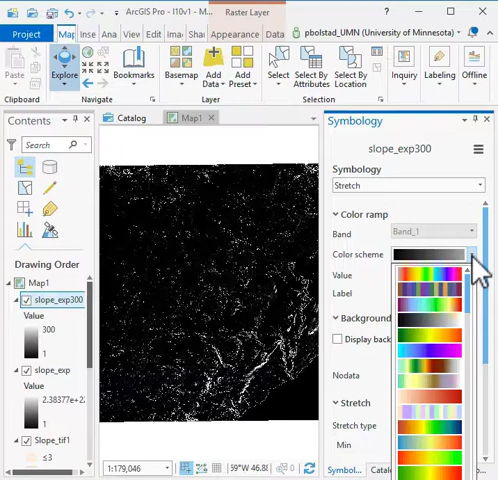 ArcGIS Pro - l10v1 - M...
Raster Layer
Project
Map
Inse
Ana
View
Edit
Ima
Shar
Appearance
Data
pbolstad_UMN (University of Minnesota)
Paste
Explore
Bookmarks
Basemap
Add
Data
Add
Preset
Select
Select By
Attributes
Select By
Location
Inquiry
Labeling
Offline
Clipboard
Navigate
Layer
Selection
Contents
Catalog
Map1
Symbology
Search
slope_exp300
Symbology
Stretch
Color ramp
Band
Band_1
Color scheme
Drawing Order
Map1
slope_exp300
Value
300
1
slope_exp
Value
2.38377e+2
1
Slope_tif1
≤3
Value
Label
Background
Display back
Nodata
Stretch
Stretch type
Min
1:179,046
59°W 46.88
0
Symbol...
Catal